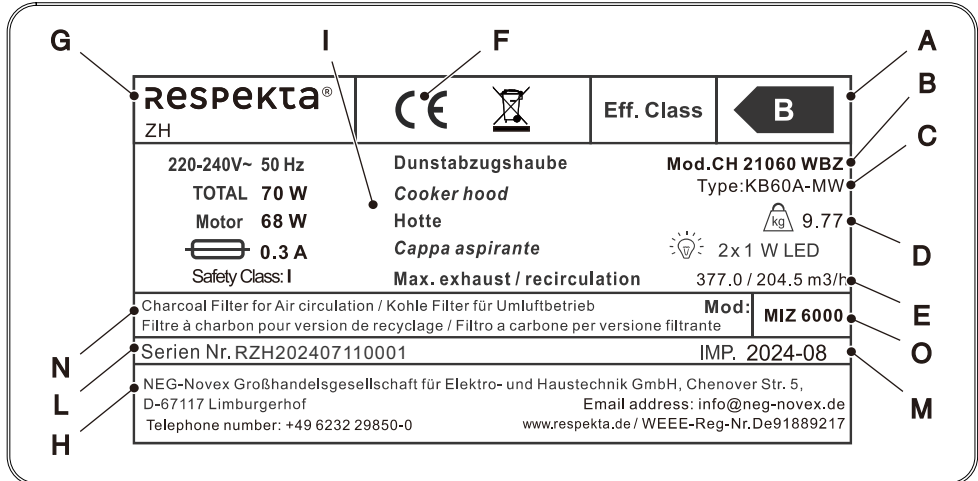 G I F A
B
C
D
E
O
M
N
L
H
Respekta®
ZH
CE
Eff. Class
B
220-240V~ 50 Hz
TOTAL 70 W
Motor 68 W
0.3 A
Safety Class: I
Dunstabzugshaube
Cooker hood
Hotte
Cappa aspirante
Max. exhaust / recirculation
Mod.CH 21060 WBZ
Type:KB60A-MW
kg 9.77
2x1 W LED
377.0 / 204.5 m3/h
Charcoal Filter for Air circulation / Kohle Filter für Umluftbetrieb
Filtre à charbon pour version de recyclage / Filtro a carbone per versione filtrante
Mod: MIZ 6000
Serien Nr. RZH202407110001 IMP. 2024-08
NEG-Novex Großhandelsgesellschaft für Elektro- und Haustechnik GmbH, Chenover Str. 5,
D-67117 Limburgerhof Email address: info@neg-novex.de
Telephone number: +49 6232 29850-0 www.respekta.de / WEEE-Reg-Nr.De91889217